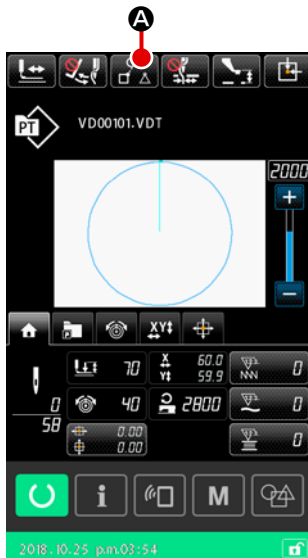 A
PT VD00101.VDT
2000
+
−
P
XY
70 X 60.0 0
Y 59.9
0 40 2800 0
58 0.00 0
0.00
i M
2018.10.25 p.m.03:54